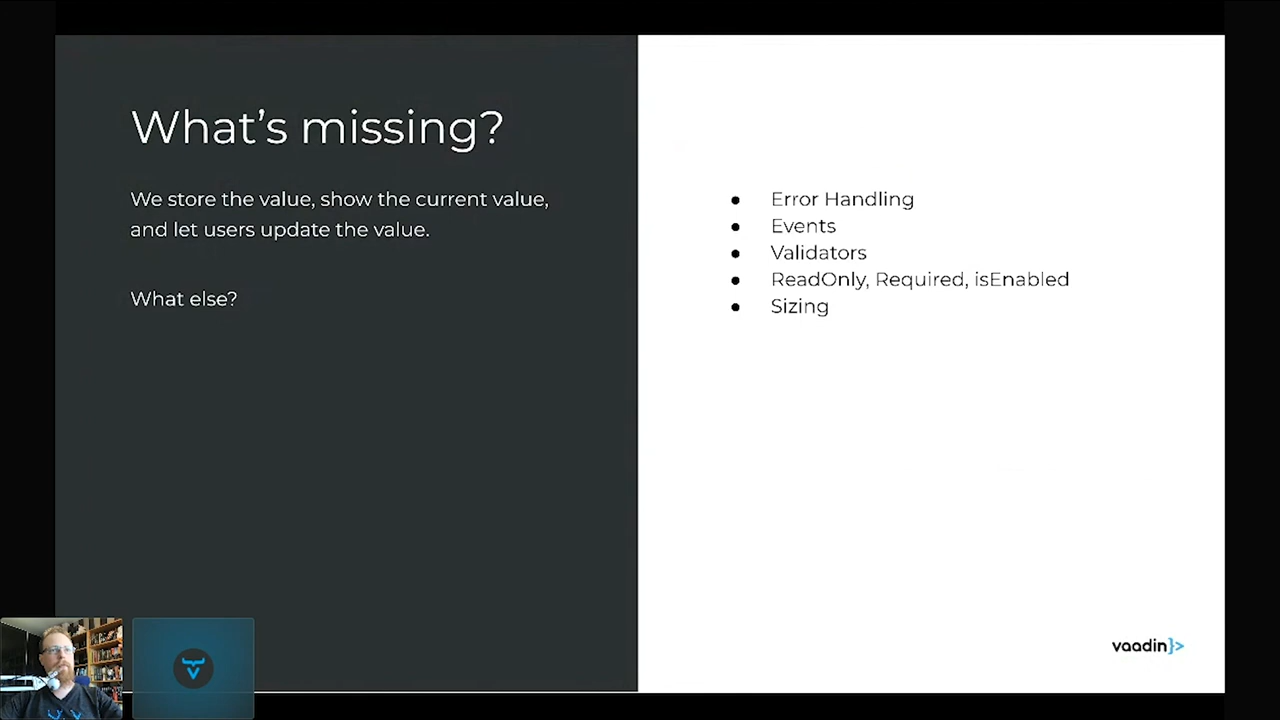 What's missing?
We store the value, show the current value,
and let users update the value.
What else?
● Error Handling
● Events
● Validators
● ReadOnly, Required, isEnabled
● Sizing
vaadin}>